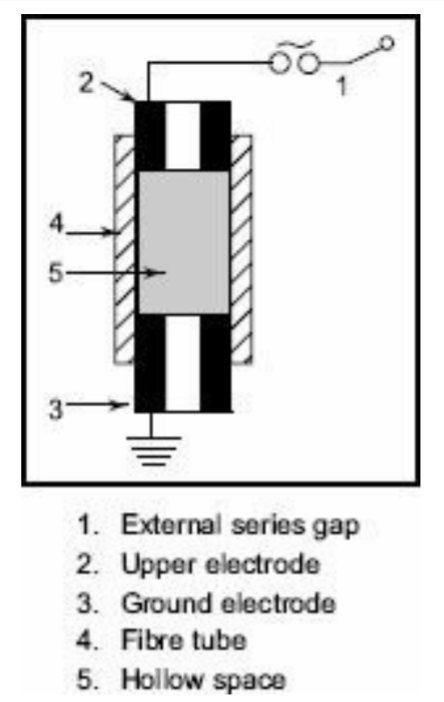 2
1
4
5
3
1. External series gap
2. Upper electrode
3. Ground electrode
4. Fibre tube
5. Hollow space